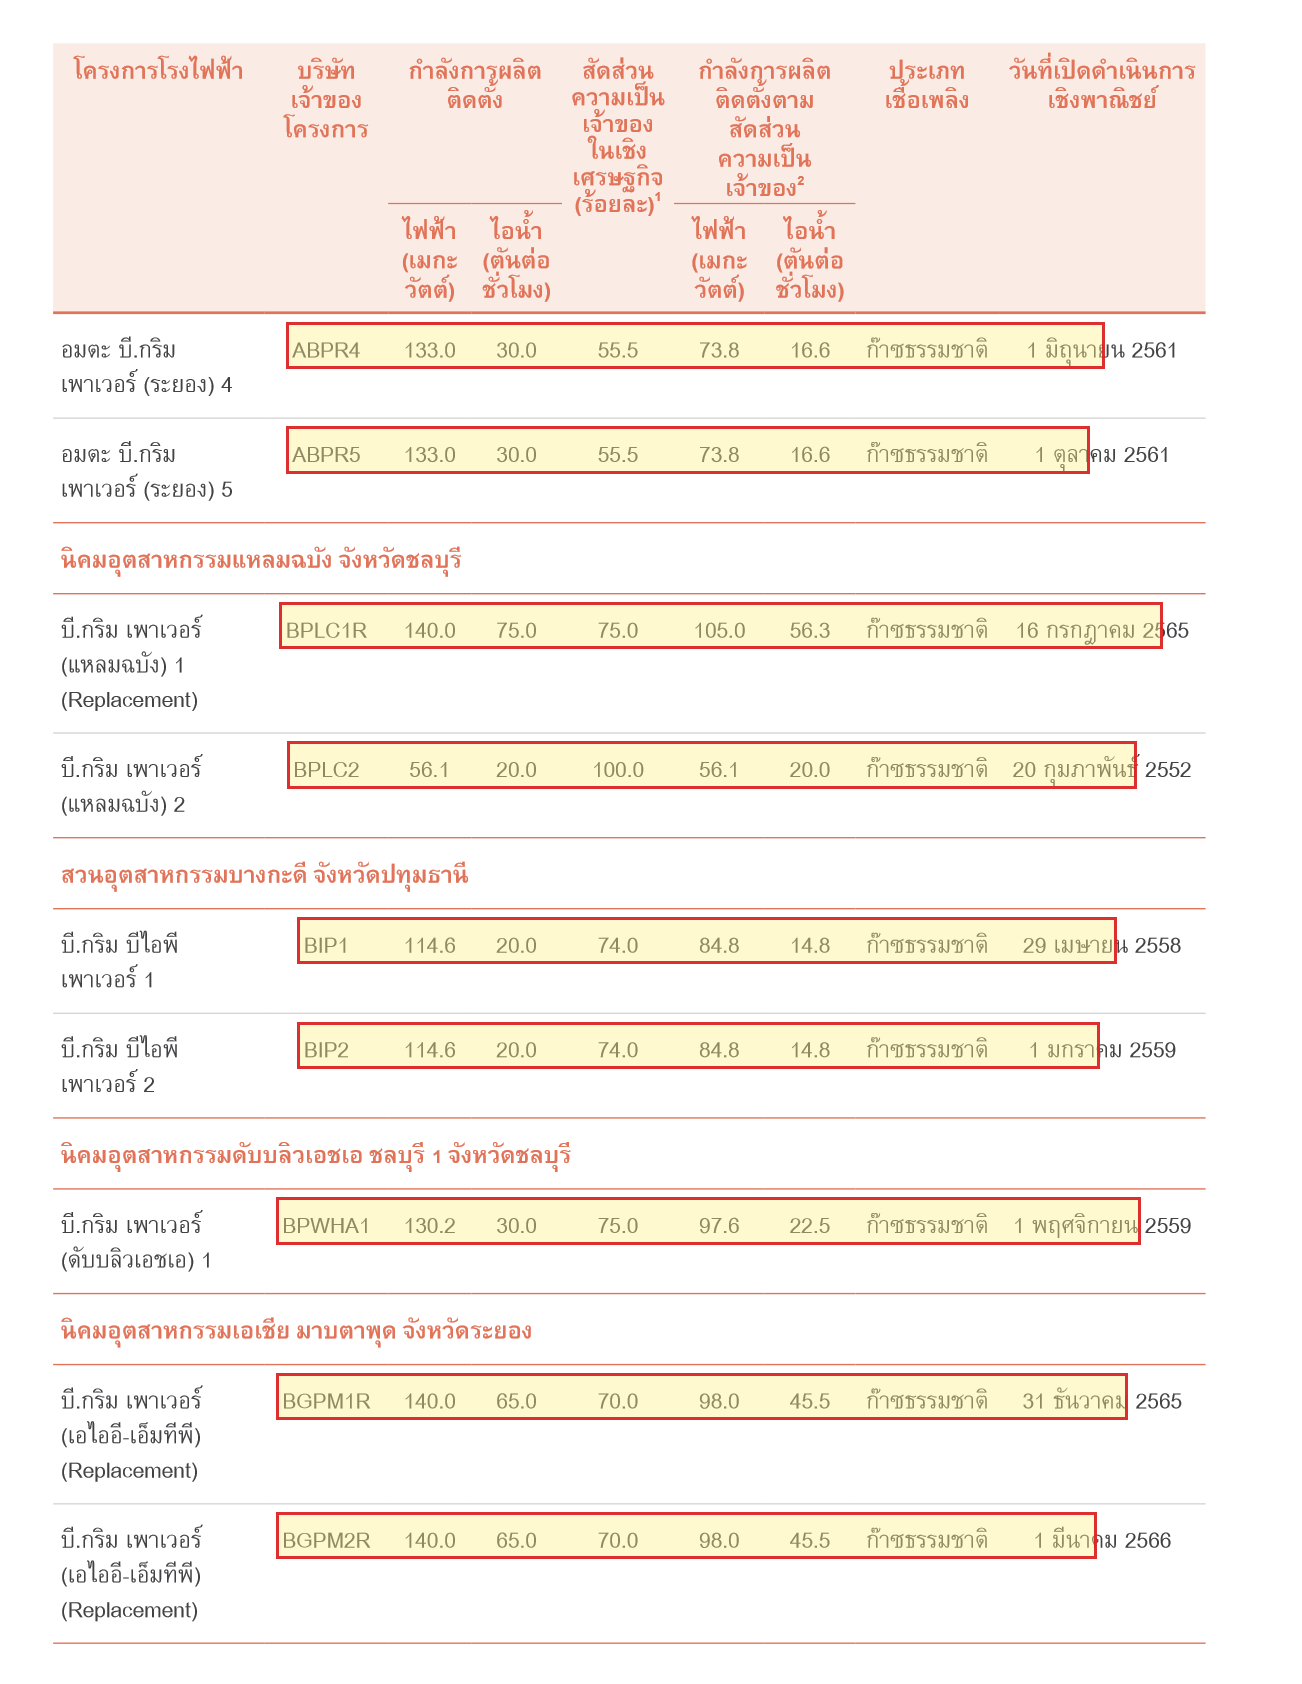 โครงการโรงไฟฟ้า บริษัท กำลังการผลิต สัดส่วน กำลังการผลิต ประเภท วันที่เปิดดำเนินการ
เจ้าของ ติดตั้ง ความเป็น ติดตั้งตาม เชื้อเพลิง เชิงพาณิชย์
โครงการ เจ้าของ สัดส่วน
ในเชิง ความเป็น
เศรษฐกิจ เจ้าของ²
(ร้อยละ)¹
ไฟฟ้า ไอน้ำ ไฟฟ้า ไอน้ำ
(เมกะ (ตันต่อ (เมกะ (ตันต่อ
วัตต์) ชั่วโมง) วัตต์) ชั่วโมง)
อมตะ บี.กริม ABPR4 133.0 30.0 55.5 73.8 16.6 ก๊าซธรรมชาติ 1 มิถุนายน 2561
เพาเวอร์ (ระยอง) 4
อมตะ บี.กริม ABPR5 133.0 30.0 55.5 73.8 16.6 ก๊าซธรรมชาติ 1 ตุลาคม 2561
เพาเวอร์ (ระยอง) 5
นิคมอุตสาหกรรมแหลมฉบัง จังหวัดชลบุรี
บี.กริม เพาเวอร์ BPLC1R 140.0 75.0 75.0 105.0 56.3 ก๊าซธรรมชาติ 16 กรกฎาคม 2565
(แหลมฉบัง) 1
(Replacement)
บี.กริม เพาเวอร์ BPLC2 56.1 20.0 100.0 56.1 20.0 ก๊าซธรรมชาติ 20 กุมภาพันธ์ 2552
(แหลมฉบัง) 2
สวนอุตสาหกรรมบางกะดี จังหวัดปทุมธานี
บี.กริม บีไอพี BIP1 114.6 20.0 74.0 84.8 14.8 ก๊าซธรรมชาติ 29 เมษายน 2558
เพาเวอร์ 1
บี.กริม บีไอพี BIP2 114.6 20.0 74.0 84.8 14.8 ก๊าซธรรมชาติ 1 มกราคม 2559
เพาเวอร์ 2
นิคมอุตสาหกรรมดับบลิวเอชเอ ชลบุรี 1 จังหวัดชลบุรี
บี.กริม เพาเวอร์ BPWHA1 130.2 30.0 75.0 97.6 22.5 ก๊าซธรรมชาติ 1 พฤศจิกายน 2559
(ดับบลิวเอชเอ) 1
นิคมอุตสาหกรรมเอเชีย มาบตาพุด จังหวัดระยอง
บี.กริม เพาเวอร์ BGPM1R 140.0 65.0 70.0 98.0 45.5 ก๊าซธรรมชาติ 31 ธันวาคม 2565
(เอไออี-เอ็มทีพี)
(Replacement)
บี.กริม เพาเวอร์ BGPM2R 140.0 65.0 70.0 98.0 45.5 ก๊าซธรรมชาติ 1 มีนาคม 2566
(เอไออี-เอ็มทีพี)
(Replacement)